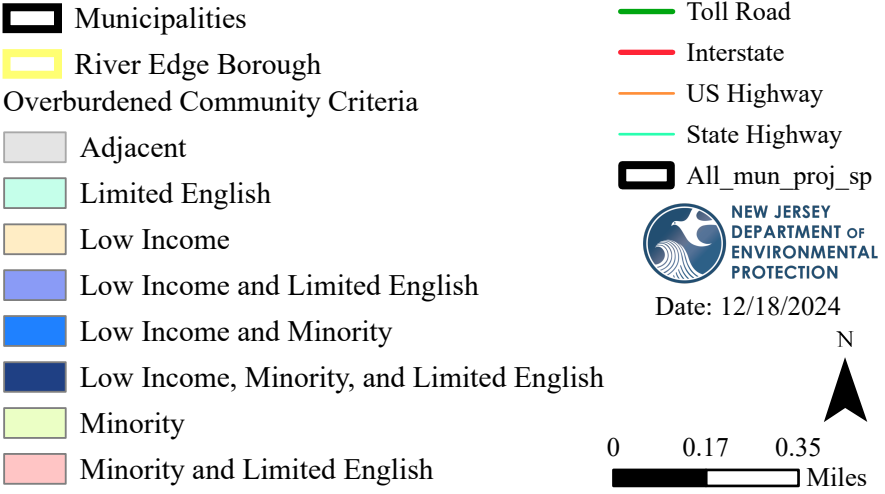 Municipalities
River Edge Borough
Overburdened Community Criteria
Adjacent
Limited English
Low Income
Low Income and Limited English
Low Income and Minority
Low Income, Minority, and Limited English
Minority
Minority and Limited English
Toll Road
Interstate
US Highway
State Highway
All_mun_proj_sp
NEW JERSEY
DEPARTMENT OF
ENVIRONMENTAL
PROTECTION
Date: 12/18/2024
N
0 0.17 0.35
Miles